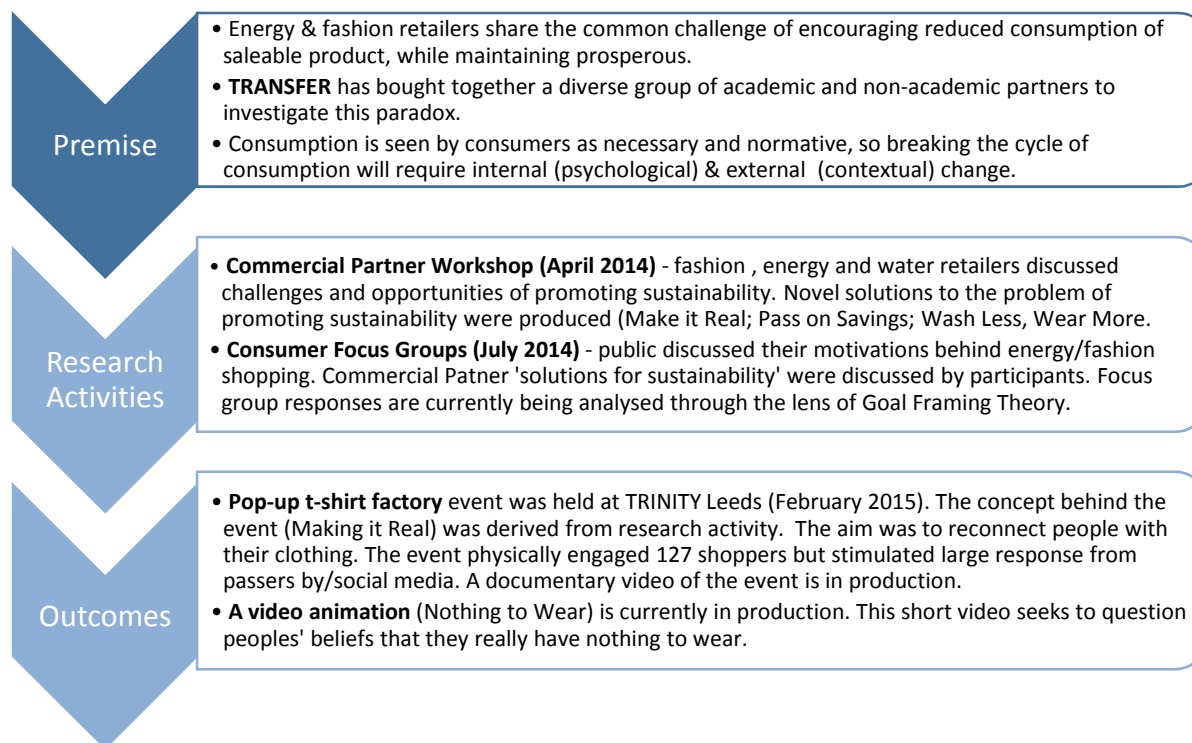 Premise
• Energy & fashion retailers share the common challenge of encouraging reduced consumption of
saleable product, while maintaining prosperous.
• TRANSFER has bought together a diverse group of academic and non-academic partners to
investigate this paradox.
• Consumption is seen by consumers as necessary and normative, so breaking the cycle of
consumption will require internal (psychological) & external (contextual) change.
Research
Activities
• Commercial Partner Workshop (April 2014) - fashion , energy and water retailers discussed
challenges and opportunities of promoting sustainability. Novel solutions to the problem of
promoting sustainability were produced (Make it Real; Pass on Savings; Wash Less, Wear More.
• Consumer Focus Groups (July 2014) - public discussed their motivations behind energy/fashion
shopping. Commercial Patner 'solutions for sustainability' were discussed by participants. Focus
group responses are currently being analysed through the lens of Goal Framing Theory.
Outcomes
• Pop-up t-shirt factory event was held at TRINITY Leeds (February 2015). The concept behind the
event (Making it Real) was derived from research activity. The aim was to reconnect people with
their clothing. The event physically engaged 127 shoppers but stimulated large response from
passers by/social media. A documentary video of the event is in production.
• A video animation (Nothing to Wear) is currently in production. This short video seeks to question
peoples' beliefs that they really have nothing to wear.